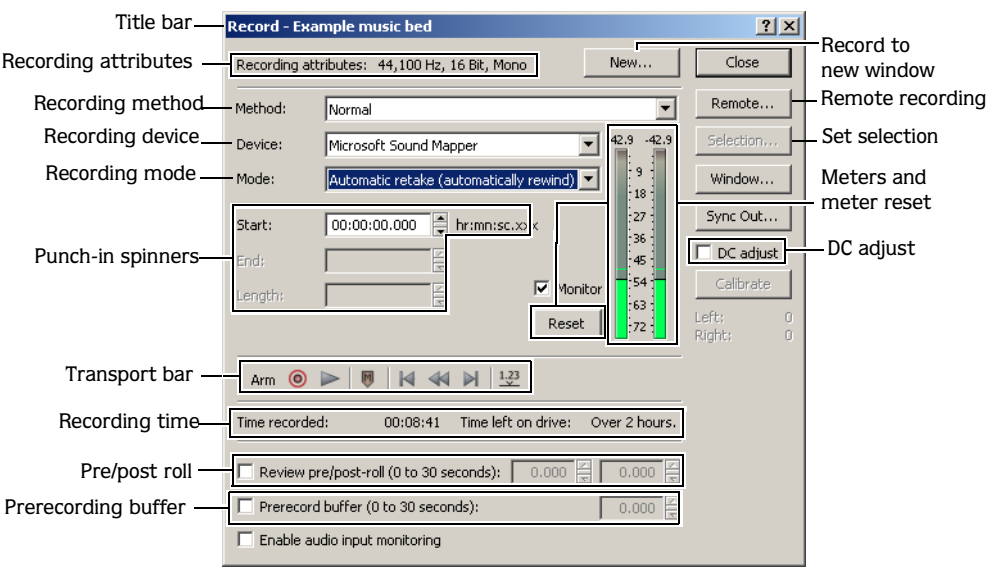 Title bar
Record - Example music bed
Recording attributes
Recording attributes: 44,100 Hz, 16 Bit, Mono
New...
Close
Record to
new window
Recording method
Method:
Normal
Remote...
Remote recording
Recording device
Device:
Microsoft Sound Mapper
42.9 -42.9
Selection...
Set selection
Recording mode
Mode:
Automatic retake (automatically rewind)
Window...
Meters and
meter reset
9
18
27
36
45
54
63
72
Start:
00:00:00.000
hr:mn:sc.xxx
Sync Out...
Punch-in spinners
End:
DC adjust
DC adjust
Length:
Monitor
Calibrate
Reset
Left: 0
Right: 0
Transport bar
Arm
M
1.23
Recording time
Time recorded: 00:08:41 Time left on drive: Over 2 hours.
Pre/post roll
Review pre/post-roll (0 to 30 seconds): 0.000 0.000
Prerecording buffer
Prerecord buffer (0 to 30 seconds): 0.000
Enable audio input monitoring